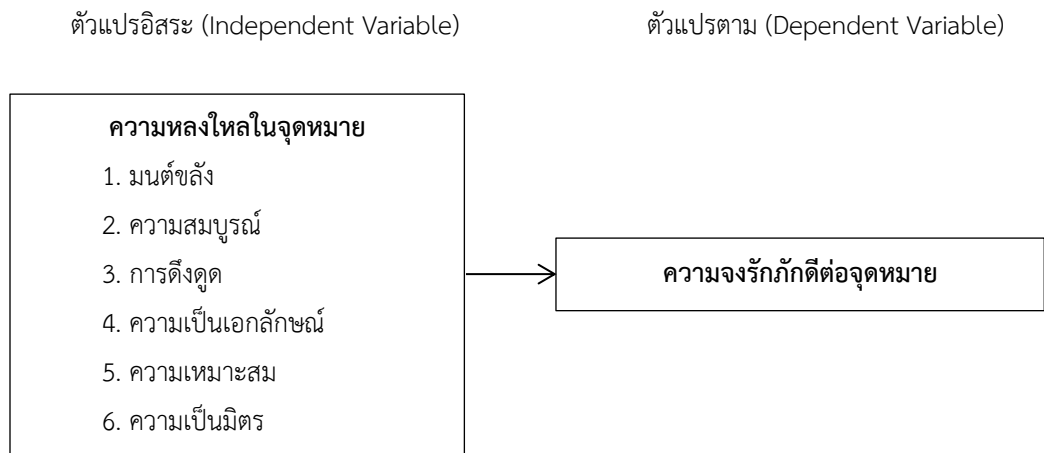 ตัวแปรอิสระ (Independent Variable)
ตัวแปรตาม (Dependent Variable)
ความหลงใหลในจุดหมาย
1. มนต์ขลัง
2. ความสมบูรณ์
3. การดึงดูด
4. ความเป็นเอกลักษณ์
5. ความเหมาะสม
6. ความเป็นมิตร
ความจงรักภักดีต่อจุดหมาย